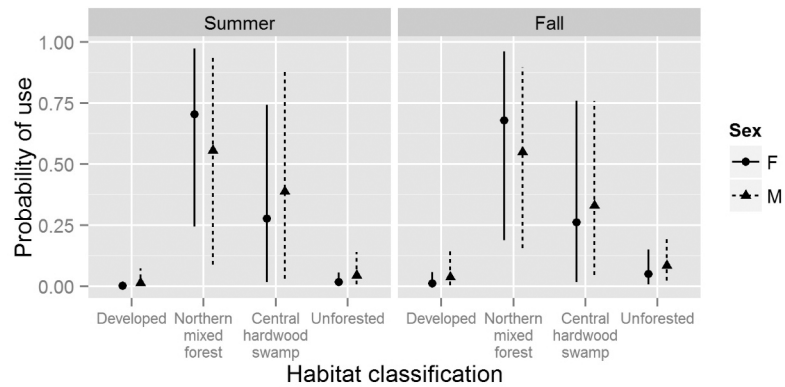 Summer
Fall
Probability of use
1.00
0.75
0.50
0.25
0.00
Developed
Northern
mixed
forest
Central
hardwood
swamp
Unforested
Developed
Northern
mixed
forest
Central
hardwood
swamp
Unforested
Habitat classification
Sex
F
M